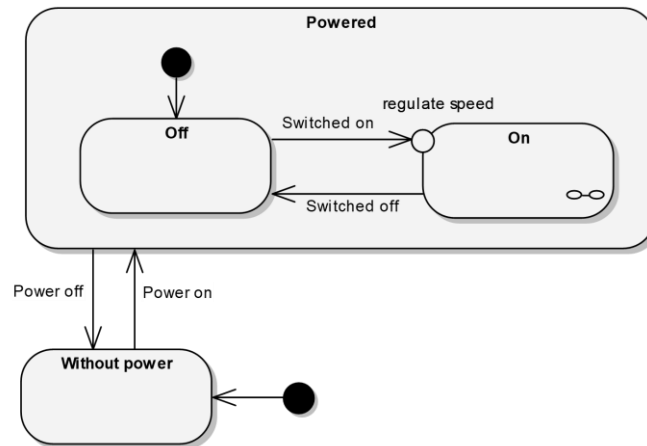 Powered
regulate speed
Off
Switched on
On
Switched off
Power off
Power on
Without power